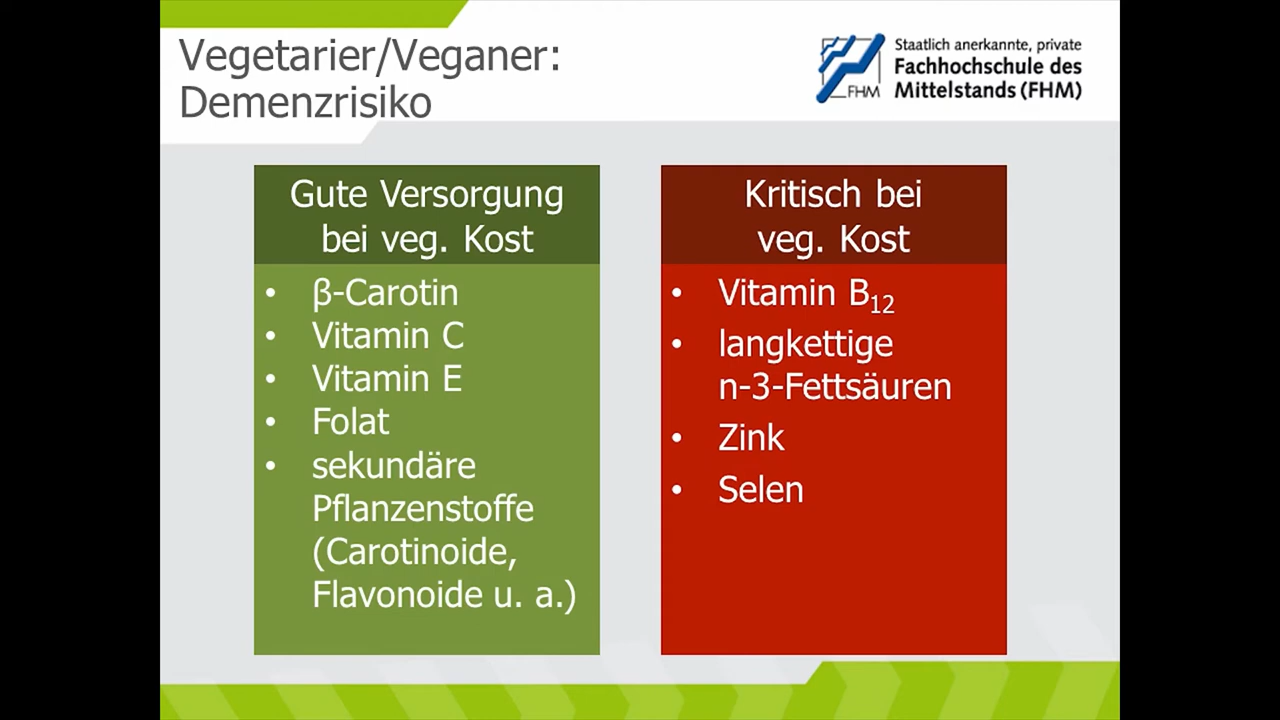 Vegetarier/Veganer:
Demenzrisiko
FHM
Staatlich anerkannte, private
Fachhochschule des
Mittelstands (FHM)
Gute Versorgung
bei veg. Kost
• β-Carotin
• Vitamin C
• Vitamin E
• Folat
• sekundäre
Pflanzenstoffe
(Carotinoide,
Flavonoide u. a.)
Kritisch bei
veg. Kost
• Vitamin B₁₂
• langkettige
n-3-Fettsäuren
• Zink
• Selen